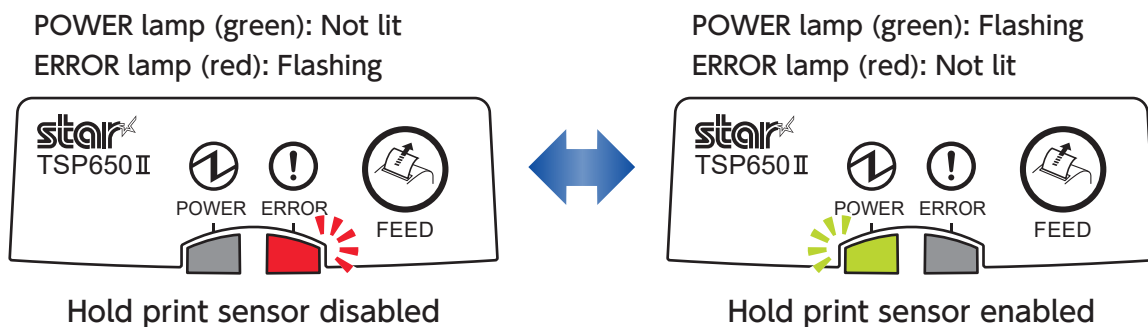 POWER lamp (green): Not lit
ERROR lamp (red): Flashing
star
TSP650Ⅱ
POWER ERROR
FEED
Hold print sensor disabled
POWER lamp (green): Flashing
ERROR lamp (red): Not lit
star
TSP650Ⅱ
POWER ERROR
FEED
Hold print sensor enabled